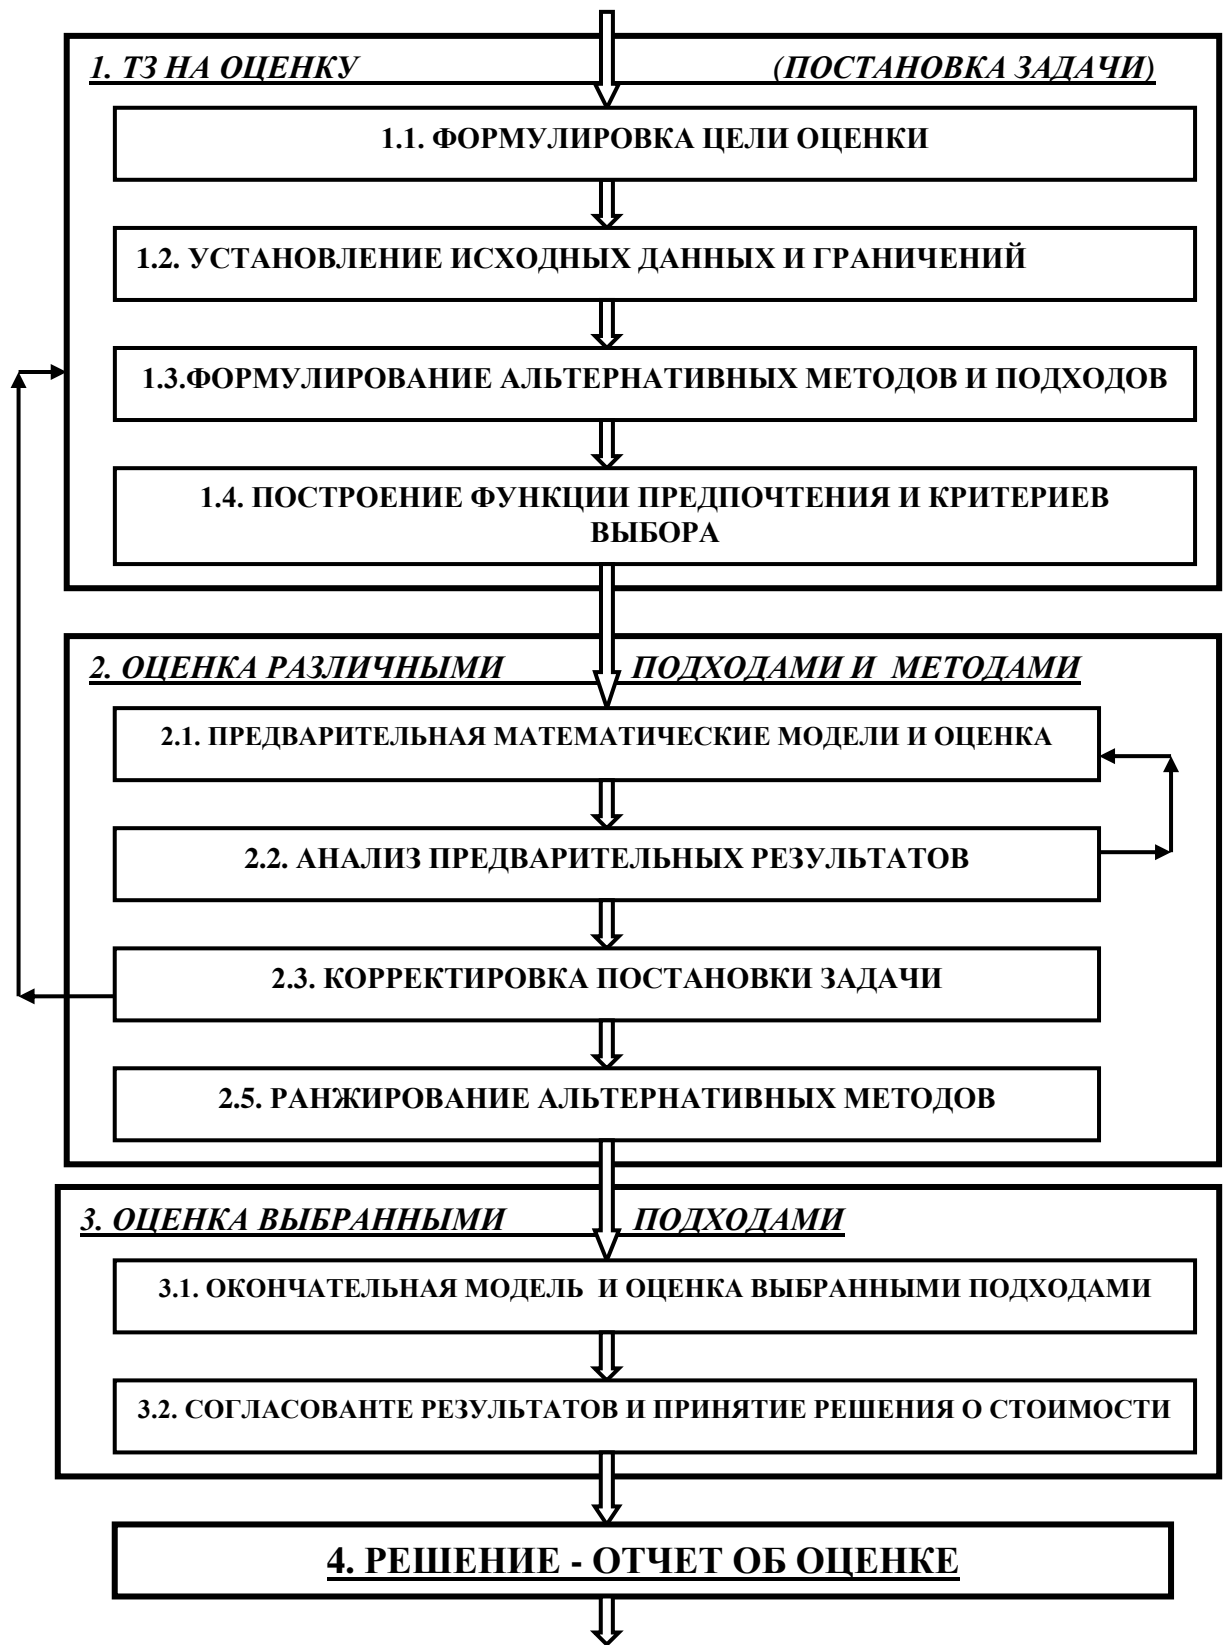 1. ТЗ НА ОЦЕНКУ (ПОСТАНОВКА ЗАДАЧИ)
1.1. ФОРМУЛИРОВКА ЦЕЛИ ОЦЕНКИ
1.2. УСТАНОВЛЕНИЕ ИСХОДНЫХ ДАННЫХ И ГРАНИЧЕНИЙ
1.3.ФОРМУЛИРОВАНИЕ АЛЬТЕРНАТИВНЫХ МЕТОДОВ И ПОДХОДОВ
1.4. ПОСТРОЕНИЕ ФУНКЦИИ ПРЕДПОЧТЕНИЯ И КРИТЕРИЕВ
ВЫБОРА
2. ОЦЕНКА РАЗЛИЧНЫМИ ПОДХОДАМИ И МЕТОДАМИ
2.1. ПРЕДВАРИТЕЛЬНАЯ МАТЕМАТИЧЕСКИЕ МОДЕЛИ И ОЦЕНКА
2.2. АНАЛИЗ ПРЕДВАРИТЕЛЬНЫХ РЕЗУЛЬТАТОВ
2.3. КОРРЕКТИРОВКА ПОСТАНОВКИ ЗАДАЧИ
2.5. РАНЖИРОВАНИЕ АЛЬТЕРНАТИВНЫХ МЕТОДОВ
3. ОЦЕНКА ВЫБРАННЫМИ ПОДХОДАМИ
3.1. ОКОНЧАТЕЛЬНАЯ МОДЕЛЬ И ОЦЕНКА ВЫБРАННЫМИ ПОДХОДАМИ
3.2. СОГЛАСОВАНТЕ РЕЗУЛЬТАТОВ И ПРИНЯТИЕ РЕШЕНИЯ О СТОИМОСТИ
4. РЕШЕНИЕ - ОТЧЕТ ОБ ОЦЕНКЕ